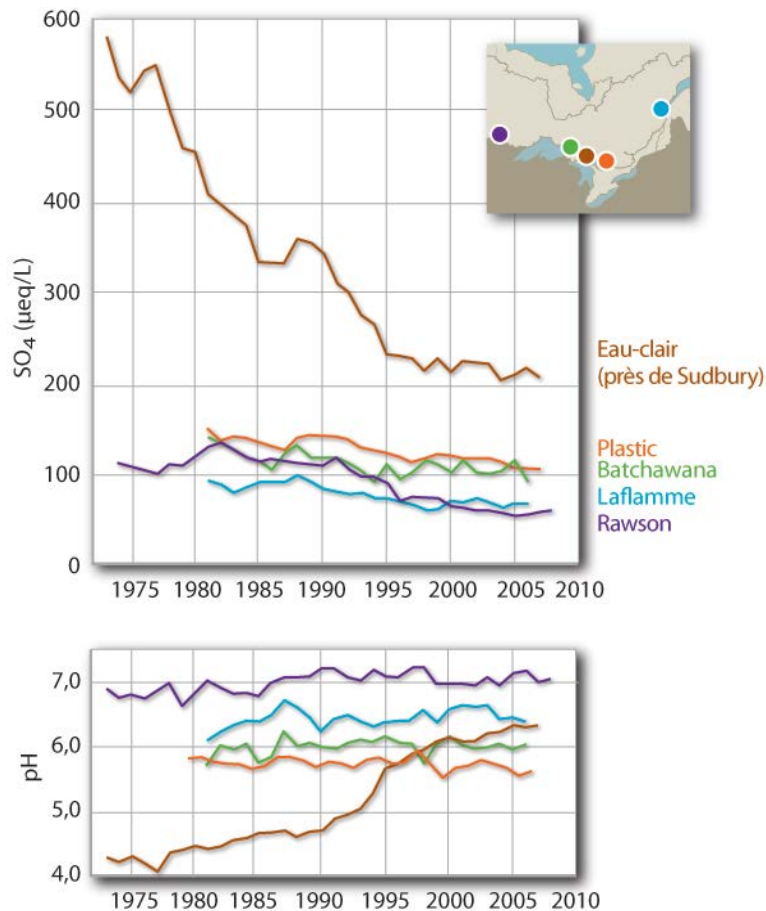 600
500
400
300
200
100
0
SO₄ (µeq/L)
1975 1980 1985 1990 1995 2000 2005 2010
Eau-clair
(près de Sudbury)
Plastic
Batchawana
Laflamme
Rawson
7,0
6,0
5,0
4,0
pH
1975 1980 1985 1990 1995 2000 2005 2010